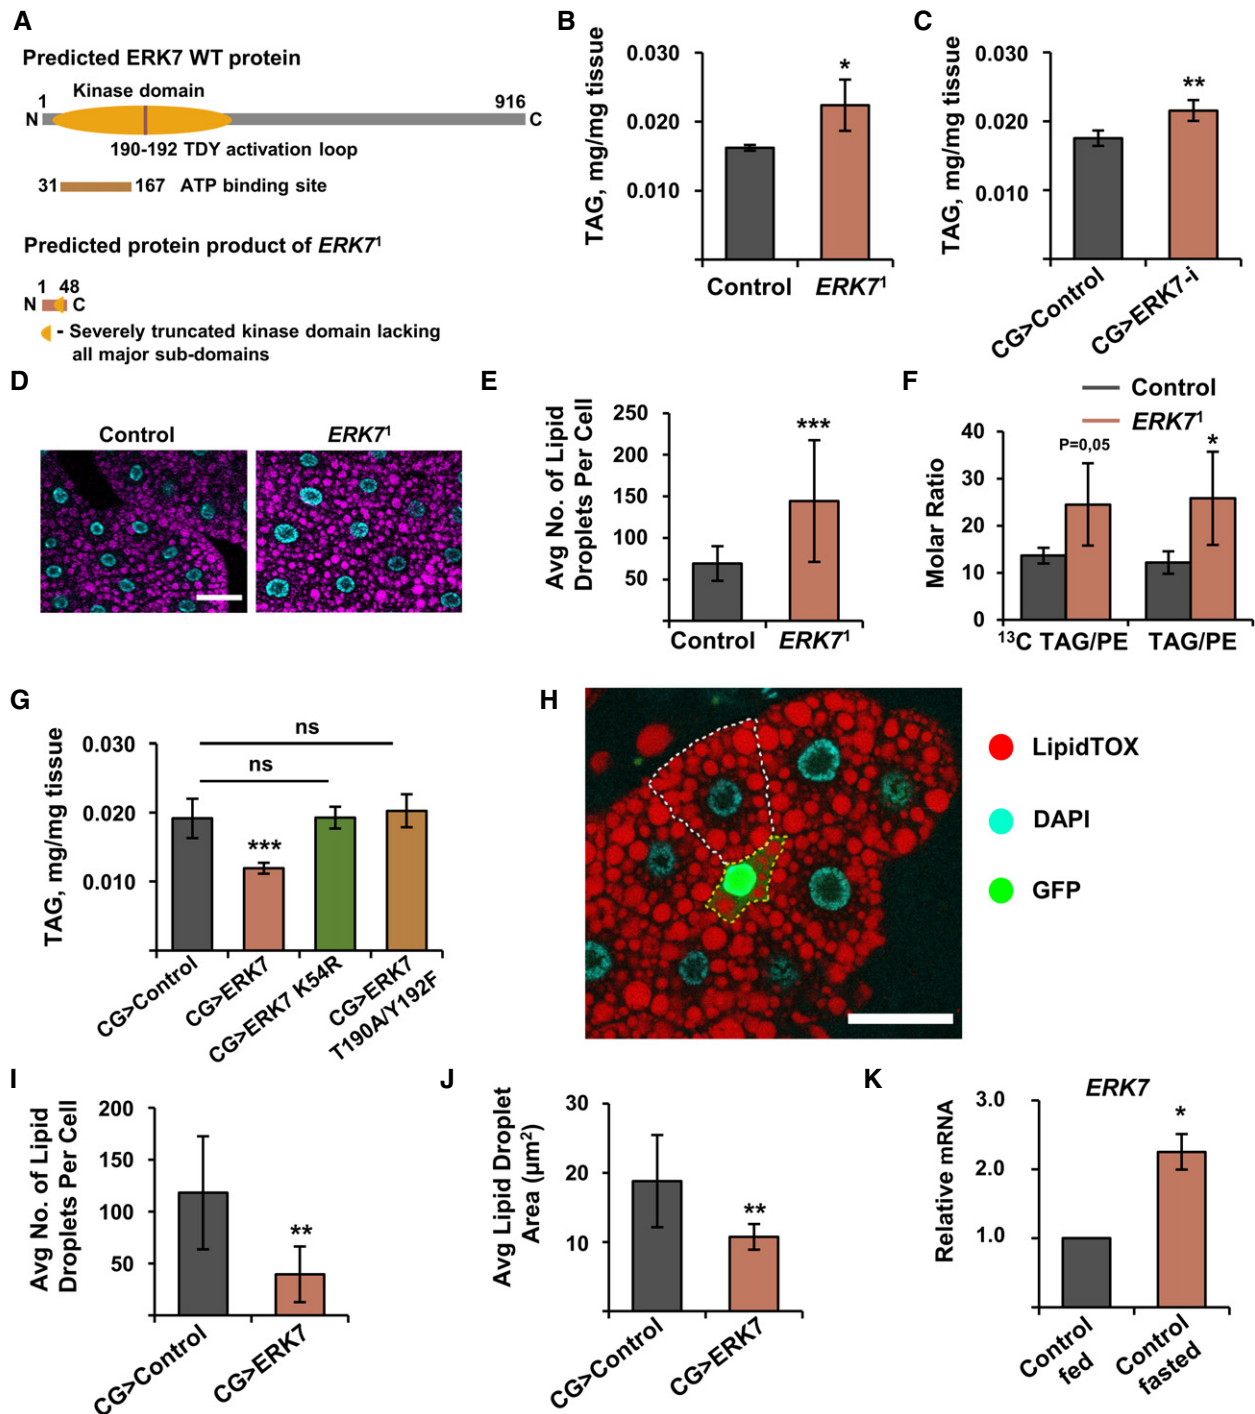 A
Predicted ERK7 WT protein
1
Kinase domain
916
N
C
190-192 TDY activation loop
31
167
ATP binding site
Predicted protein product of ERK7¹
1 48
N
C
- Severely truncated kinase domain lacking
all major sub-domains
B
TAG, mg/mg tissue
0.030
0.020
0.010
*
Control
ERK7¹
C
TAG, mg/mg tissue
0.030
0.020
0.010
**
CG>Control
CG>ERK7-i
D
Control
ERK7¹
E
Avg No. of Lipid
Droplets Per Cell
250
200
150
100
50
***
Control
ERK7¹
F
Control
ERK7¹
Molar Ratio
40
30
20
10
0
P=0,05
*
¹³C TAG/PE
TAG/PE
G
TAG, mg/mg tissue
0.030
0.020
0.010
ns
ns
***
CG>Control
CG>ERK7
CG>ERK7 K54R
CG>ERK7
T190A/Y192F
H
LipidTOX
DAPI
GFP
I
Avg No. of Lipid
Droplets Per Cell
200
150
100
50
**
CG>Control
CG>ERK7
J
Avg Lipid Droplet
Area (µm²)
30
20
10
**
CG>Control
CG>ERK7
K
ERK7
Relative mRNA
3.0
2.0
1.0
*
Control
fed
Control
fasted